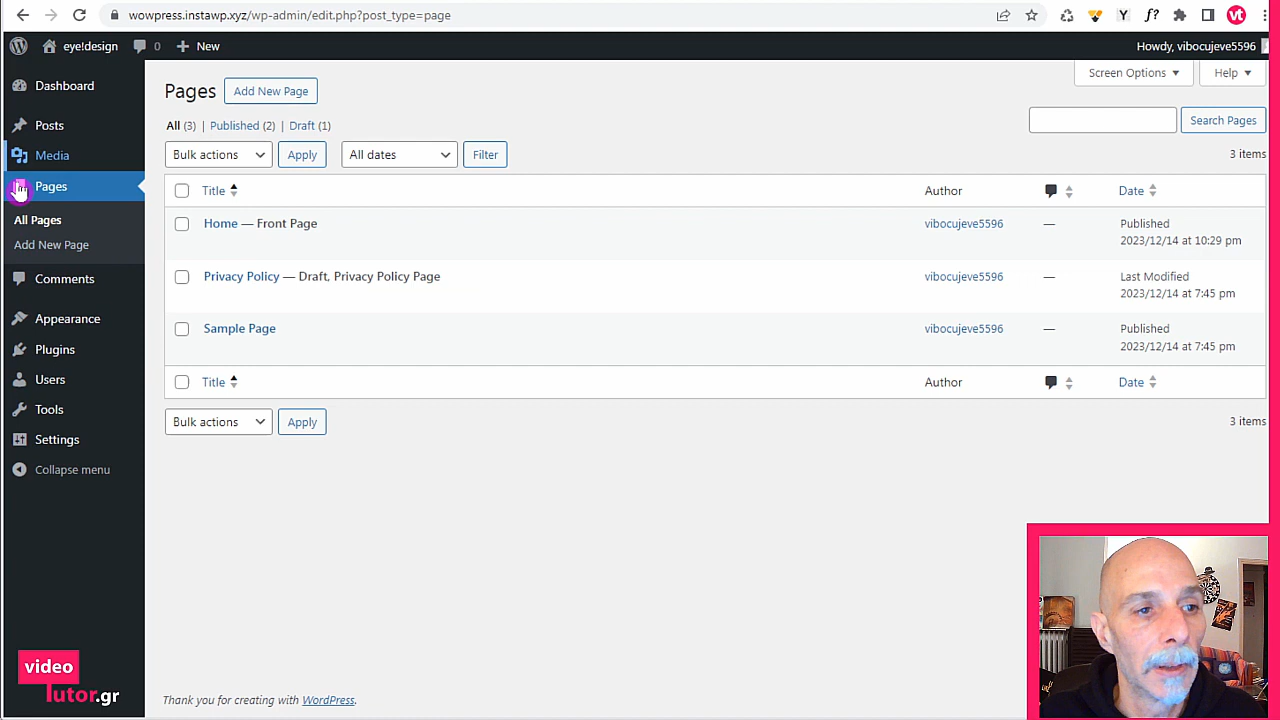 wowpress.instawp.xyz/wp-admin/edit.php?post_type=page
eye!design 0 New Howdy, vibocujeve5596
Dashboard
Posts
Media
Pages
All Pages
Add New Page
Comments
Appearance
Plugins
Users
Tools
Settings
Collapse menu
Screen Options Help
Pages Add New Page
All (3) | Published (2) | Draft (1)
Search Pages
Bulk actions Apply All dates Filter
3 items
Title Author Date
Home — Front Page vibocujeve5596 — Published
2023/12/14 at 10:29 pm
Privacy Policy — Draft, Privacy Policy Page vibocujeve5596 — Last Modified
2023/12/14 at 7:45 pm
Sample Page vibocujeve5596 — Published
2023/12/14 at 7:45 pm
Title Author Date
Bulk actions Apply
3 items
Thank you for creating with WordPress.
video
lutor.gr